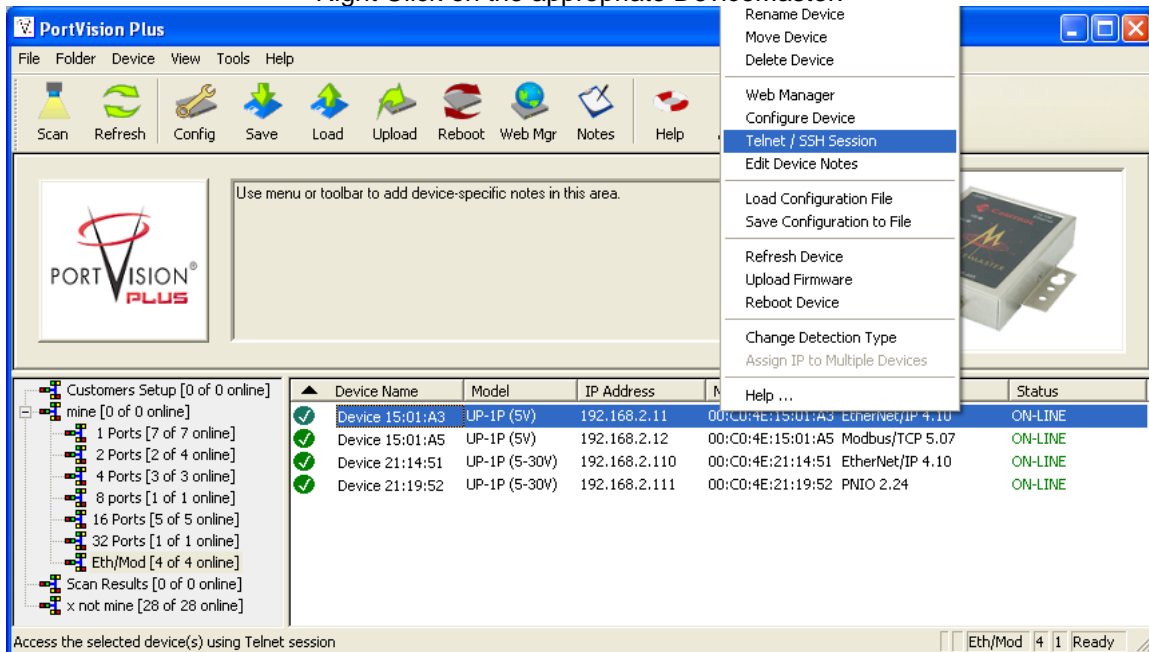 Right Click on the appropriate DeviceMaster.
PortVision Plus
File Folder Device View Tools Help
Scan Refresh Config Save Load Upload Reboot Web Mgr Notes Help
Rename Device
Move Device
Delete Device
Web Manager
Configure Device
Telnet / SSH Session
Edit Device Notes
Load Configuration File
Save Configuration to File
Refresh Device
Upload Firmware
Reboot Device
Change Detection Type
Assign IP to Multiple Devices
Help ...
PORTVISION®
PLUS
Use menu or toolbar to add device-specific notes in this area.
Comtrol
Customers Setup [0 of 0 online]
mine [0 of 0 online]
1 Ports [7 of 7 online]
2 Ports [2 of 4 online]
4 Ports [3 of 3 online]
8 ports [1 of 1 online]
16 Ports [5 of 5 online]
32 Ports [1 of 1 online]
Eth/Mod [4 of 4 online]
Scan Results [0 of 0 online]
x not mine [28 of 28 online]
Device Name Model IP Address Status
Device 15:01:A3 UP-1P (5V) 192.168.2.11 00:C0:4E:15:01:A3 EtherNet/IP 4.10 ON-LINE
Device 15:01:A5 UP-1P (5V) 192.168.2.12 00:C0:4E:15:01:A5 Modbus/TCP 5.07 ON-LINE
Device 21:14:51 UP-1P (5-30V) 192.168.2.110 00:C0:4E:21:14:51 EtherNet/IP 4.10 ON-LINE
Device 21:19:52 UP-1P (5-30V) 192.168.2.111 00:C0:4E:21:19:52 PNIO 2.24 ON-LINE
Access the selected device(s) using Telnet session
Eth/Mod 4 1 Ready